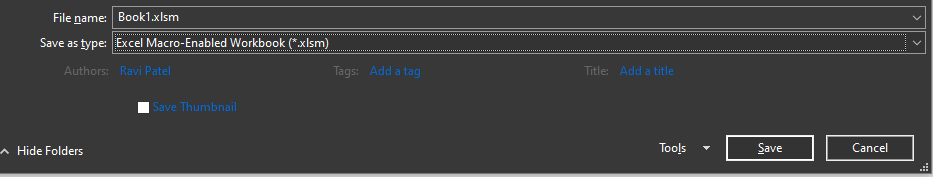 File name: Book1.xlsm
Save as type: Excel Macro-Enabled Workbook (*.xlsm)
Authors: Ravi Patel Tags: Add a tag Title: Add a title
Save Thumbnail
Hide Folders Tools Save Cancel